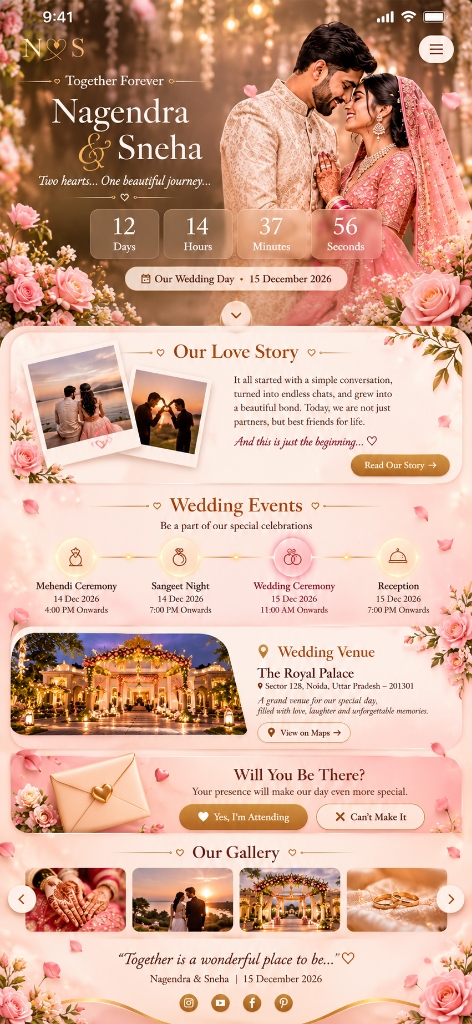 9:41
N S
Together Forever
Nagendra
& Sneha
Two hearts... One beautiful journey...
12
Days
14
Hours
37
Minutes
56
Seconds
Our Wedding Day • 15 December 2026
Our Love Story
It all started with a simple conversation,
turned into endless chats, and grew into
a beautiful bond. Today, we are not just
partners, but best friends for life.
And this is just the beginning...
Read Our Story →
Wedding Events
Be a part of our special celebrations
Mehendi Ceremony
14 Dec 2026
4:00 PM Onwards
Sangeet Night
14 Dec 2026
7:00 PM Onwards
Wedding Ceremony
15 Dec 2026
11:00 AM Onwards
Reception
15 Dec 2026
7:00 PM Onwards
Wedding Venue
The Royal Palace
Sector 128, Noida, Uttar Pradesh – 201301
A grand venue for our special day,
filled with love, laughter and unforgettable memories.
View on Maps →
Will You Be There?
Your presence will make our day even more special.
Yes, I'm Attending
Can't Make It
Our Gallery
“Together is a wonderful place to be...”
Nagendra & Sneha | 15 December 2026